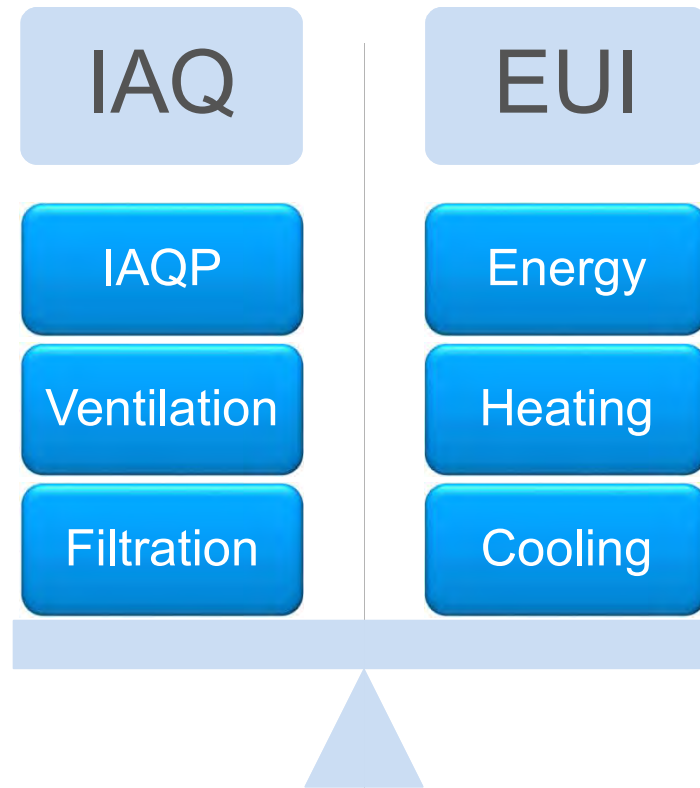 IAQ
EUI
IAQP
Energy
Ventilation
Heating
Filtration
Cooling